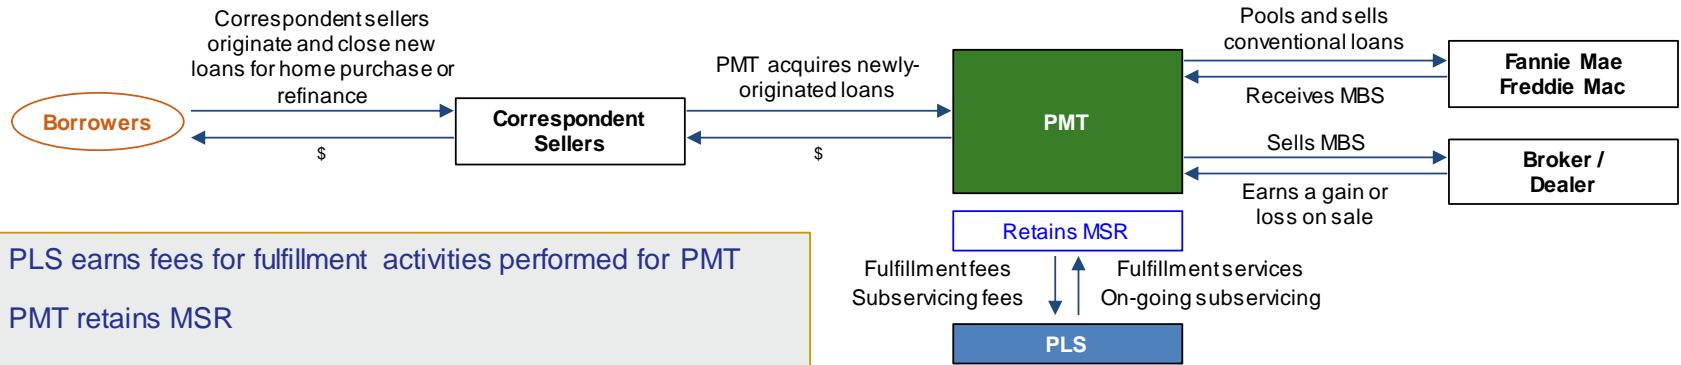 Correspondent sellers
originate and close new
loans for home purchase or
refinance
Borrowers
$
Correspondent
Sellers
PMT acquires newly-
originated loans
$
PMT
Pools and sells
conventional loans
Receives MBS
Fannie Mae
Freddie Mac
Sells MBS
Earns a gain or
loss on sale
Broker /
Dealer
Retains MSR
Fulfillment fees
Subservicing fees
Fulfillment services
On-going subservicing
PLS
PLS earns fees for fulfillment activities performed for PMT
PMT retains MSR